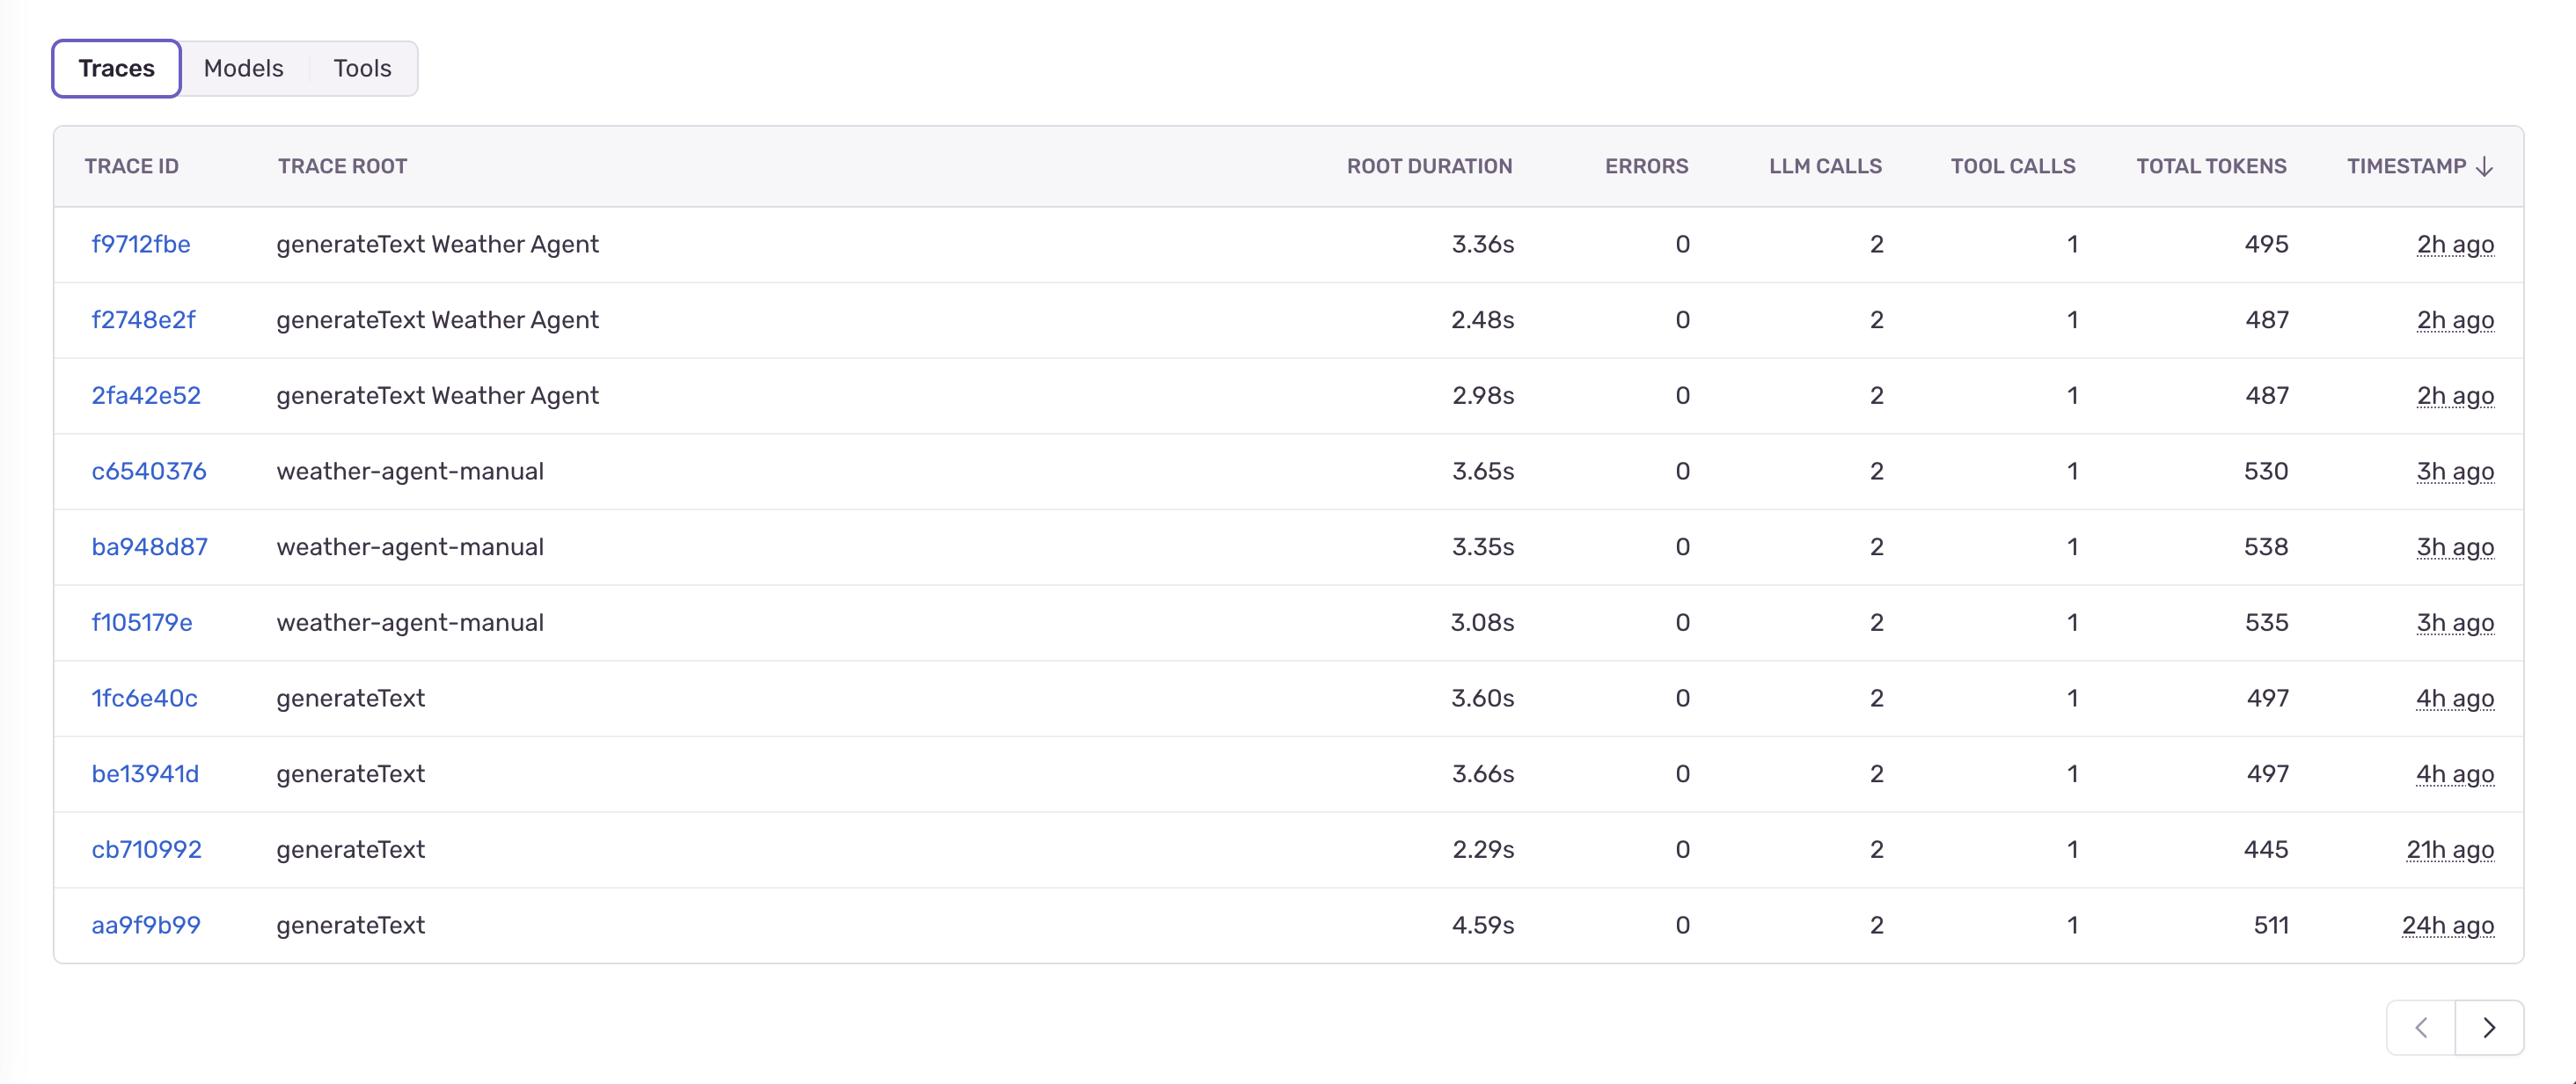 Traces Models Tools
TRACE ID TRACE ROOT ROOT DURATION ERRORS LLM CALLS TOOL CALLS TOTAL TOKENS TIMESTAMP ↓
f9712fbe generateText Weather Agent 3.36s 0 2 1 495 2h ago
f2748e2f generateText Weather Agent 2.48s 0 2 1 487 2h ago
2fa42e52 generateText Weather Agent 2.98s 0 2 1 487 2h ago
c6540376 weather-agent-manual 3.65s 0 2 1 530 3h ago
ba948d87 weather-agent-manual 3.35s 0 2 1 538 3h ago
f105179e weather-agent-manual 3.08s 0 2 1 535 3h ago
1fc6e40c generateText 3.60s 0 2 1 497 4h ago
be13941d generateText 3.66s 0 2 1 497 4h ago
cb710992 generateText 2.29s 0 2 1 445 21h ago
aa9f9b99 generateText 4.59s 0 2 1 511 24h ago